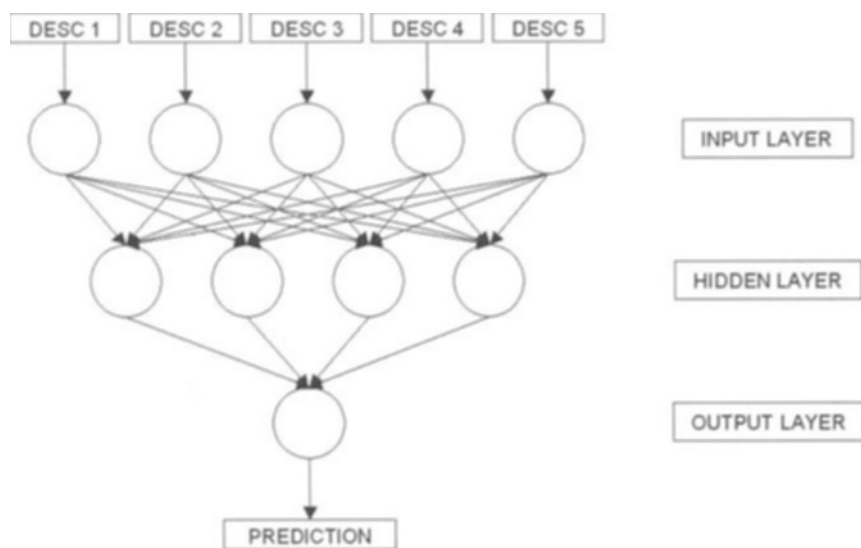 DESC 1 DESC 2 DESC 3 DESC 4 DESC 5
INPUT LAYER
HIDDEN LAYER
OUTPUT LAYER
PREDICTION